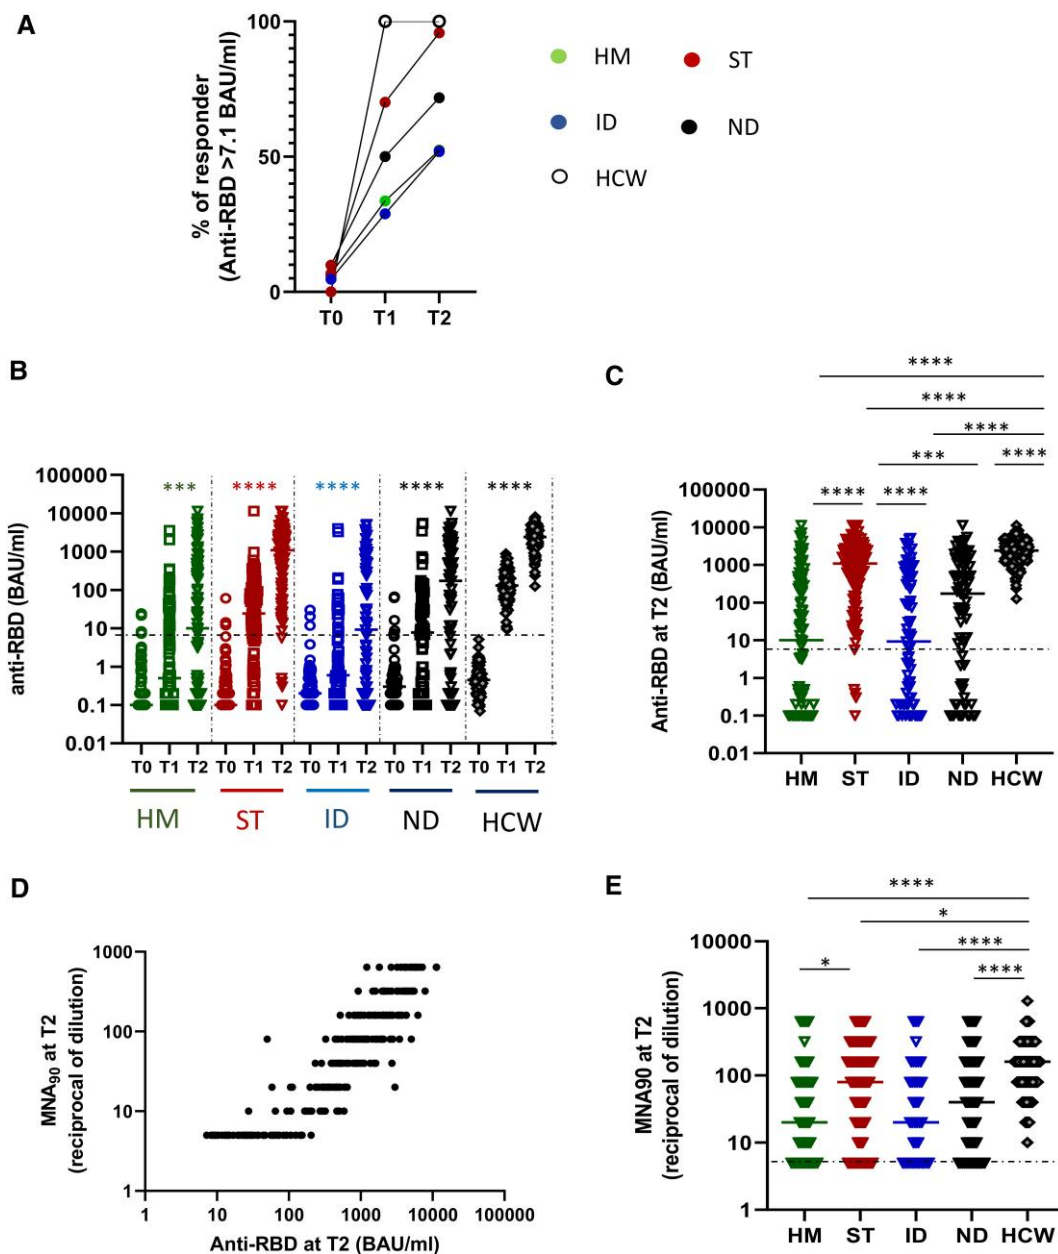 A
% of responder
(Anti-RBD >7.1 BAU/ml)
100
50
0
T0 T1 T2
HM ST
ID ND
HCW
B
anti-RBD (BAU/ml)
100000
10000
1000
100
10
1
0.1
0.01
*** **** **** **** ****
T0 T1 T2 T0 T1 T2 T0 T1 T2 T0 T1 T2 T0 T1 T2
HM ST ID ND HCW
C
****
****
****
*** ****
**** ****
Anti-RBD at T2 (BAU/ml)
100000
10000
1000
100
10
1
0.1
0.01
HM ST ID ND HCW
D
MNA90 at T2
(reciprocal of dilution)
1000
100
10
1
1 10 100 1000 10000 100000
Anti-RBD at T2 (BAU/ml)
E
****
*
****
* ****
MNA90 at T2
(reciprocal of dilution)
10000
1000
100
10
1
HM ST ID ND HCW